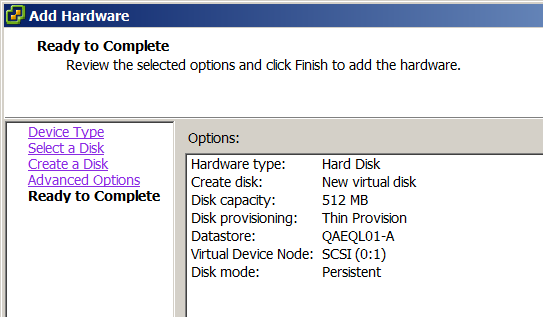 Add Hardware
Ready to Complete
Review the selected options and click Finish to add the hardware.
Device Type
Select a Disk
Create a Disk
Advanced Options
Ready to Complete
Options:
Hardware type: Hard Disk
Create disk: New virtual disk
Disk capacity: 512 MB
Disk provisioning: Thin Provision
Datastore: QAEQL01-A
Virtual Device Node: SCSI (0:1)
Disk mode: Persistent